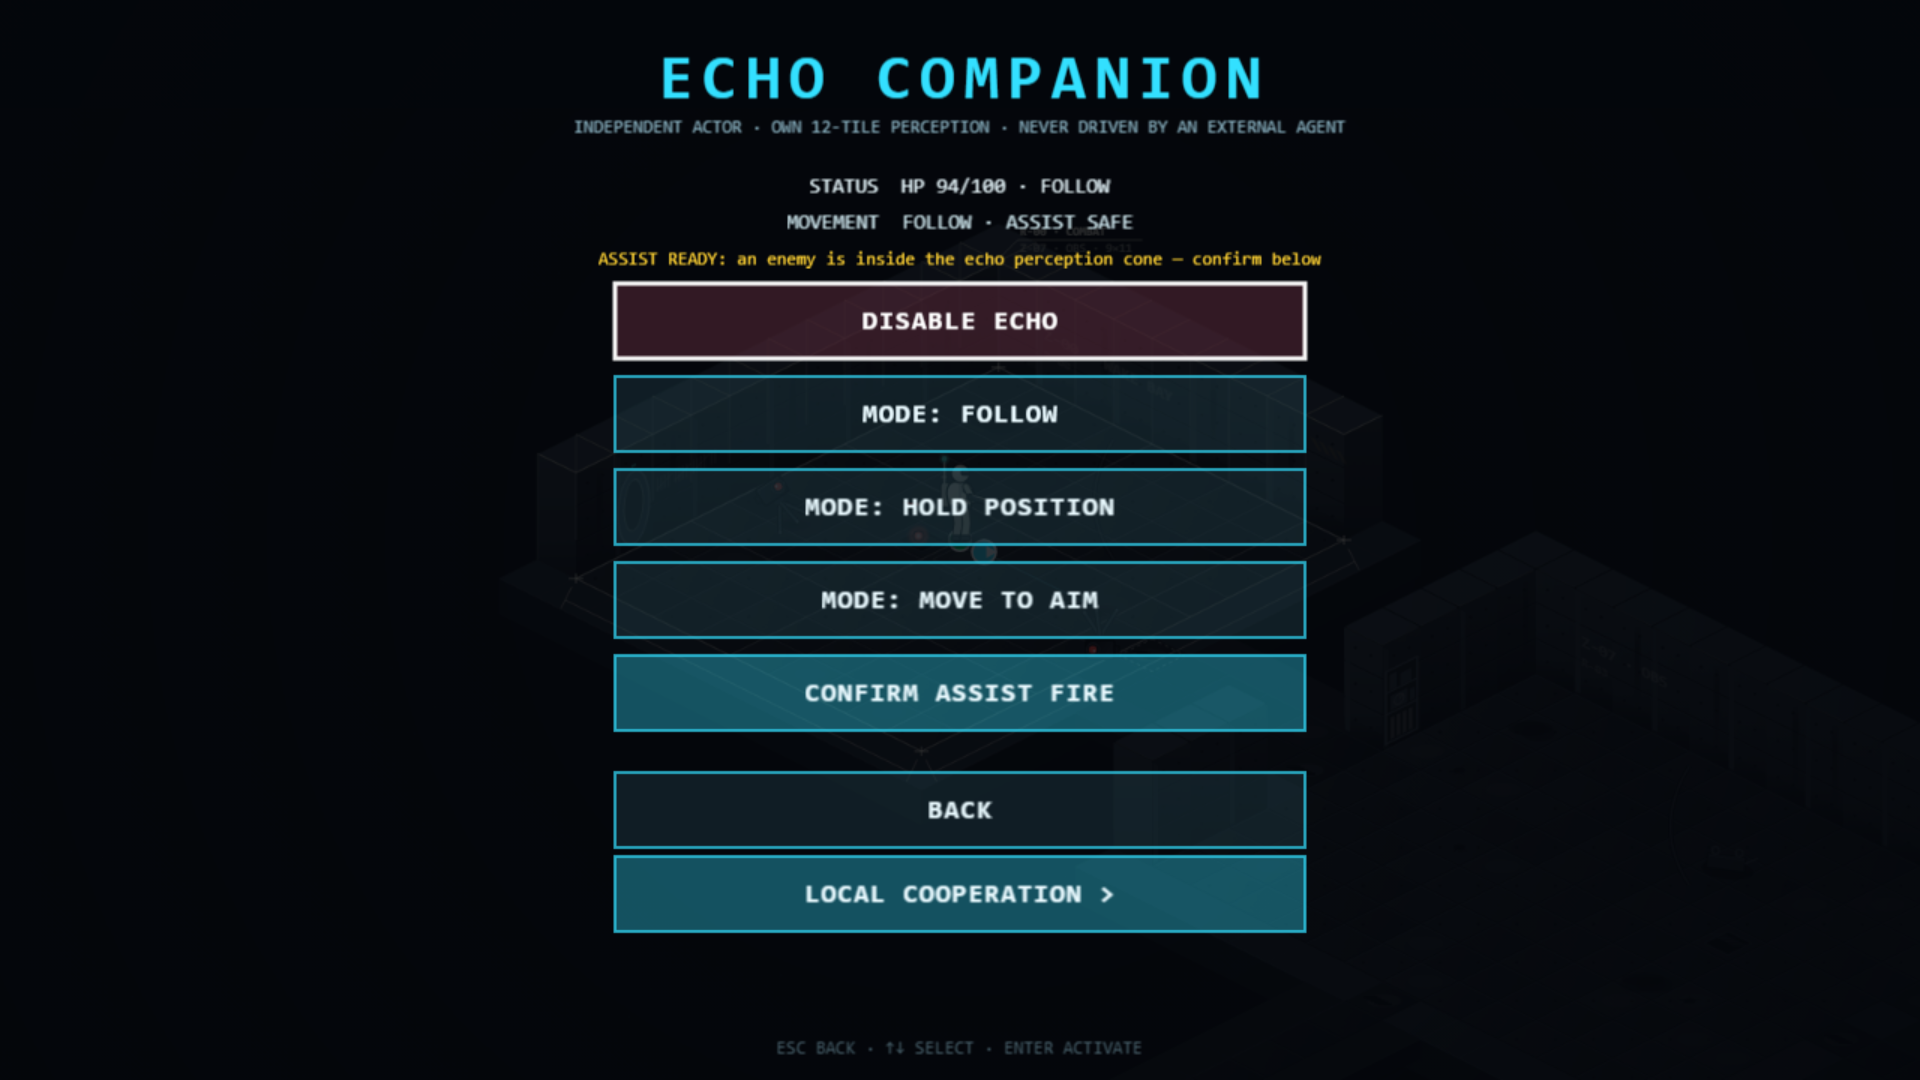 ECHO COMPANION
INDEPENDENT ACTOR · OWN 12-TILE PERCEPTION · NEVER DRIVEN BY AN EXTERNAL AGENT
STATUS HP 94/100 · FOLLOW
MOVEMENT FOLLOW · ASSIST SAFE
ASSIST READY: an enemy is inside the echo perception cone — confirm below
DISABLE ECHO
MODE: FOLLOW
MODE: HOLD POSITION
MODE: MOVE TO AIM
CONFIRM ASSIST FIRE
BACK
LOCAL COOPERATION >
ESC BACK · ↑↓ SELECT · ENTER ACTIVATE